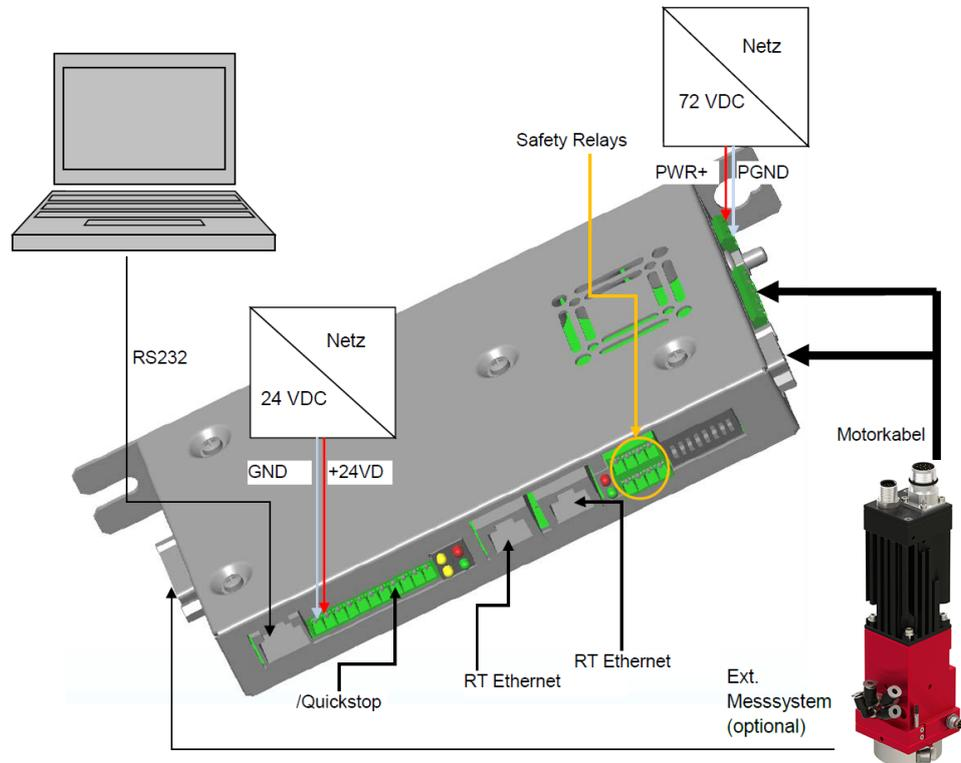 Netz
72 VDC
Safety Relays
PWR+
PGND
RS232
Netz
24 VDC
GND
+24VD
Motorkabel
/Quickstop
RT Ethernet
RT Ethernet
Ext.
Messsystem
(optional)